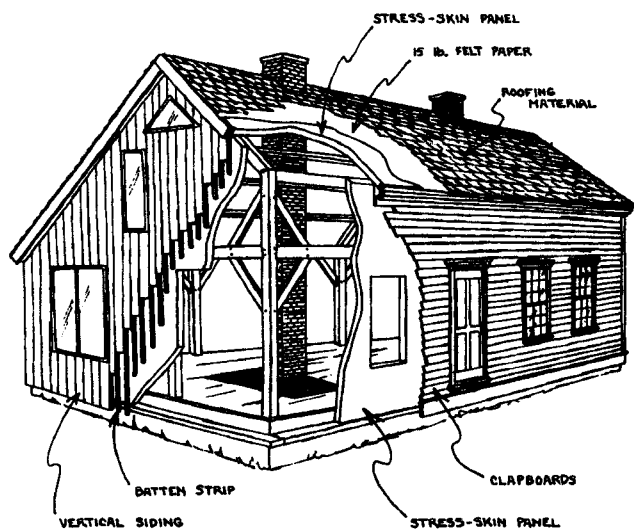 STRESS-SKIN PANEL
15 lb. FELT PAPER
ROOFING
MATERIAL
CLAPBOARDS
BATTEN STRIP
VERTICAL SIDING
STRESS-SKIN PANEL